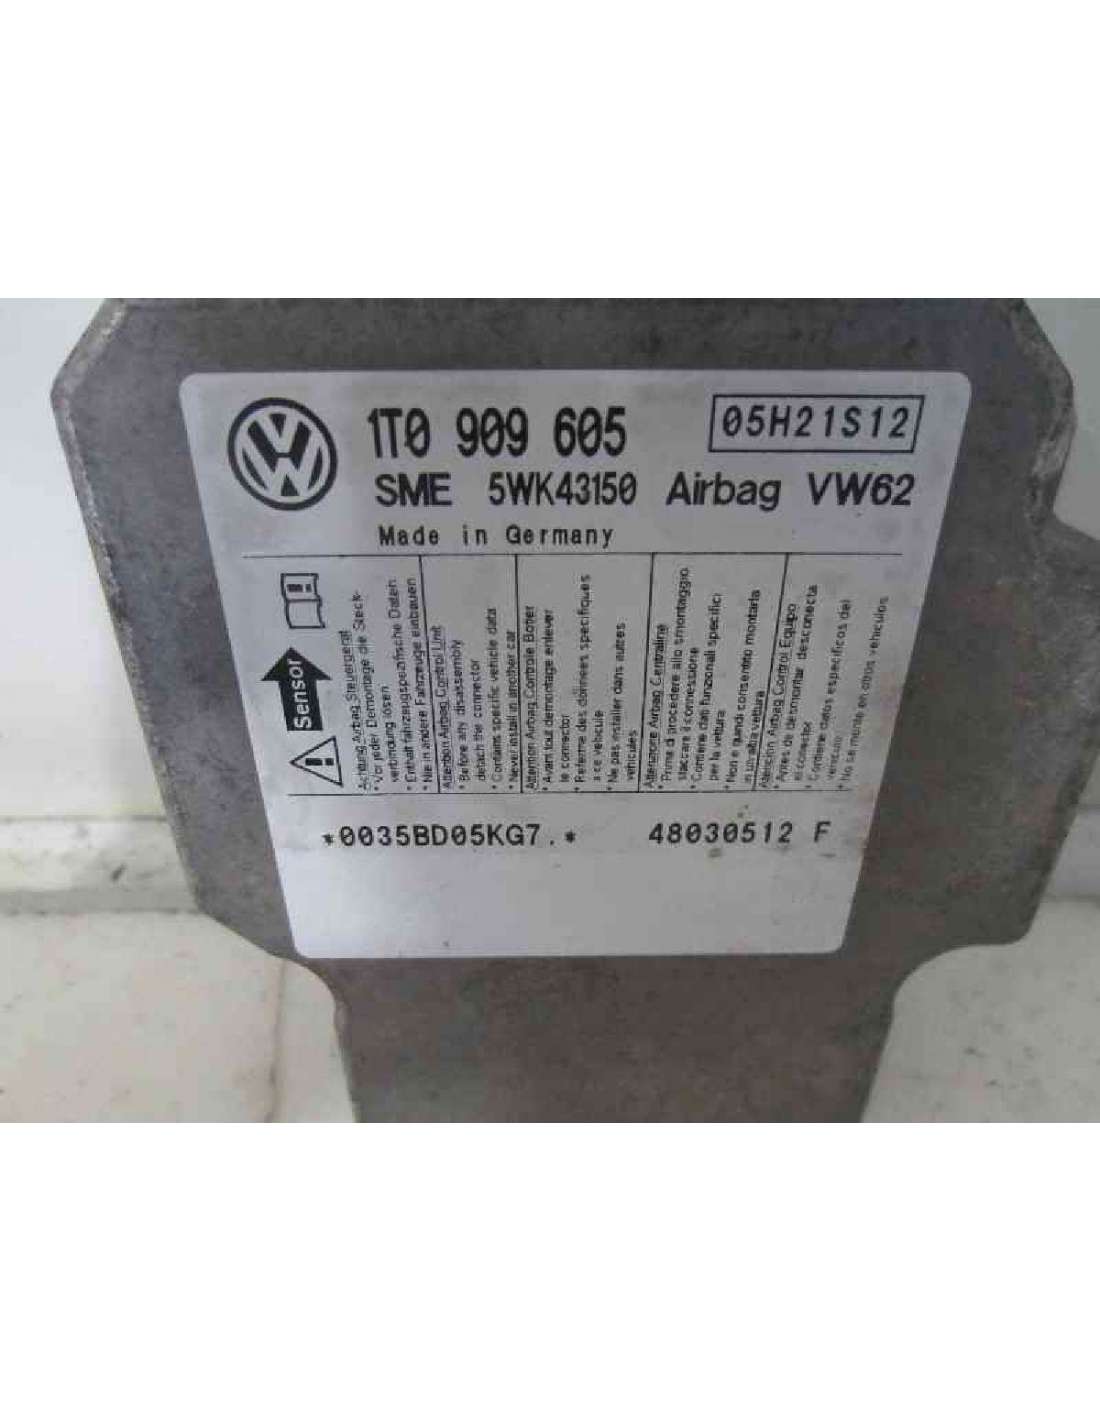 1T0 909 605
05H21S12
SME 5WK43150 Airbag VW62
Made in Germany
Sensor
Achtung Airbag Steuergerät
* Vor jeder Demontage die Steck-
verbindung lösen
* Enthält fahrzeugspezifische Daten
* Nie in andere Fahrzeuge einbauen
Attention Airbag Control Unit
* Before any disassembly
detach the connector
* Contains specific vehicle data
* Never install in another car
Attention Airbag Controle Boîtier
* Avant tout démontage enlever
le connector
* Referme des données specifiques
a ce vehicule
* Ne pas installer dans autres
vehicules
Attenzione Airbag Centraline
* Prima di procedere allo smontaggio
staccare il connessione
* Contiene dati funzionali specifici
per la vettura
* Non e quindi consentito montarla
in un alba vettura
Atención Airbag Control Equipo
* Antes de desmontar desconecta
el conector
* Contiene datos específicos del
vehículo
* No se monte en otros vehiculos
*0035BD05KG7.*
48030512 F